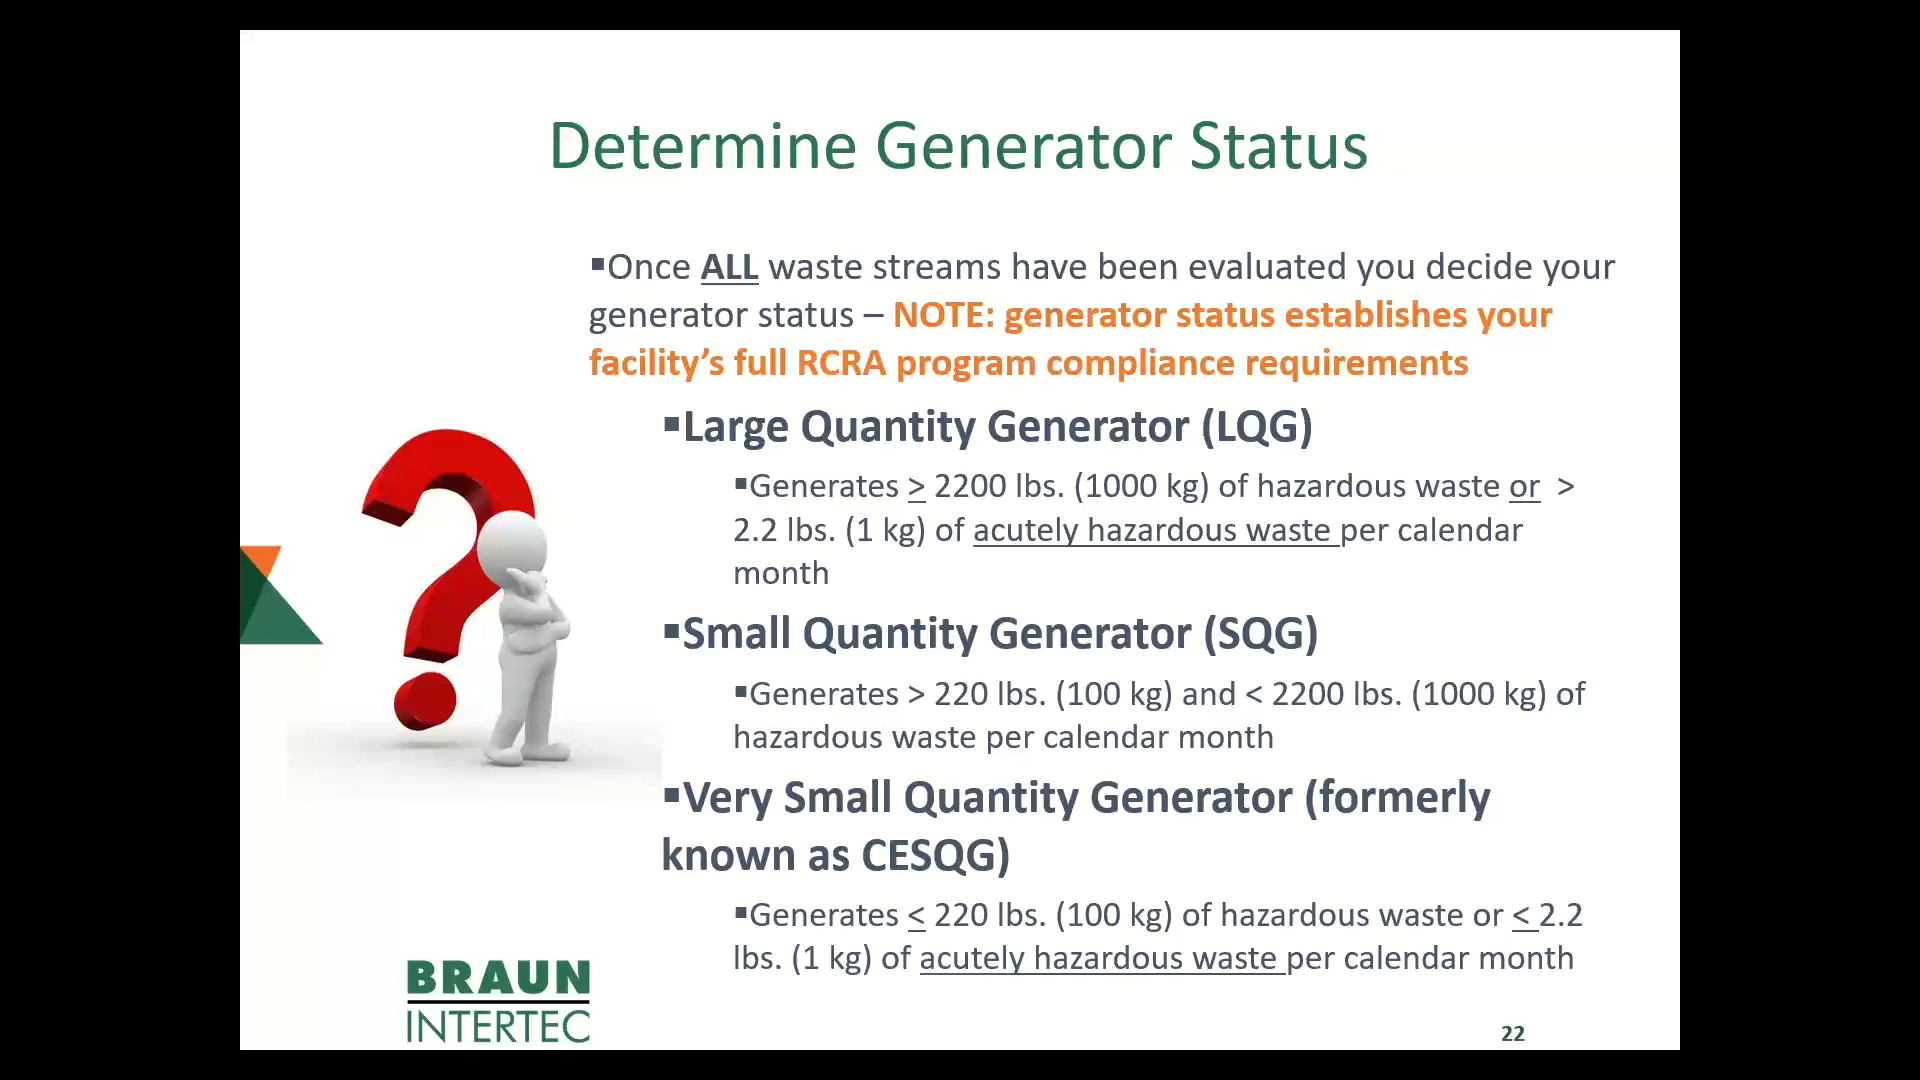 Determine Generator Status
▪Once ALL waste streams have been evaluated you decide your
generator status – NOTE: generator status establishes your
facility’s full RCRA program compliance requirements
▪Large Quantity Generator (LQG)
▪Generates ≥ 2200 lbs. (1000 kg) of hazardous waste or >
2.2 lbs. (1 kg) of acutely hazardous waste per calendar
month
▪Small Quantity Generator (SQG)
▪Generates > 220 lbs. (100 kg) and < 2200 lbs. (1000 kg) of
hazardous waste per calendar month
▪Very Small Quantity Generator (formerly
known as CESQG)
▪Generates ≤ 220 lbs. (100 kg) of hazardous waste or ≤ 2.2
lbs. (1 kg) of acutely hazardous waste per calendar month
BRAUN
INTERTEC
22